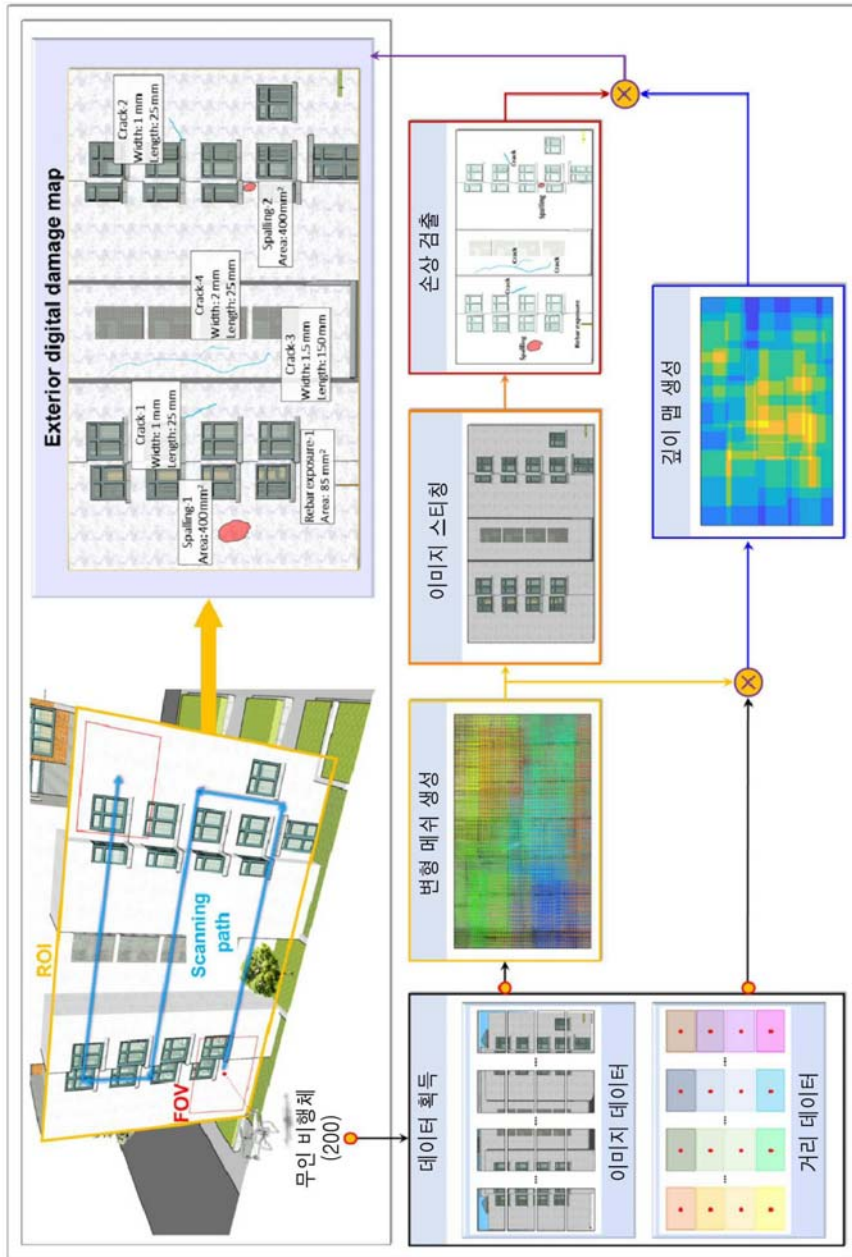 ROI
Scanning
path
FOV
무인 비행체
(200)
Exterior digital damage map
Spalling-1
Area: 400mm²
Crack-1
Width: 1 mm
Length: 25 mm
Rebar exposure-1
Area: 85 mm²
Crack-3
Width: 1.5 mm
Length: 150 mm
Crack-4
Width: 2 mm
Length: 25 mm
Spalling-2
Area: 400mm²
Crack-2
Width: 1 mm
Length: 25 mm
데이터 획득
...
...
...
이미지 데이터
...
...
...
거리 데이터
변형 메쉬 생성
이미지 스티칭
손상 검출
Spalling
Crack
Rebar exposure
Crack
Crack
Spalling
Crack
깊이 맵 생성